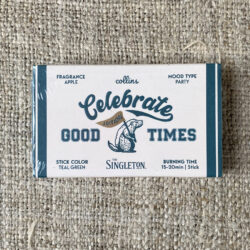 FRAGRANCE
APPLE
collins
MOOD TYPE
PARTY
Celebrate
GOOD TIMES
STICK COLOR
TEAL GREEN
THE
SINGLETON.
BURNING TIME
15-20min | Stick